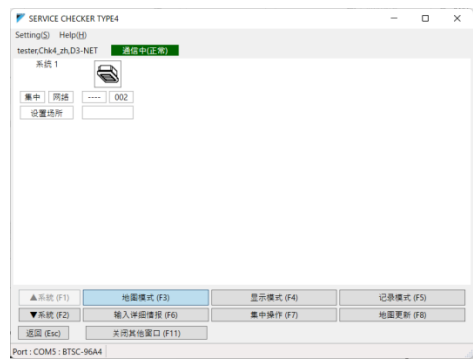 SERVICE CHECKER TYPE4
Setting(S) Help(H)
tester,Chk4_zh,D3-NET 通信中(正常)
系统 1
集中 网络 ---- 002
设置场所
▲系統 (F1) 地图模式 (F3) 显示模式 (F4) 记录模式 (F5)
▼系統 (F2) 输入详细情报 (F6) 集中操作 (F7) 地图更新 (F8)
返回 (Esc) 关闭其他窗口 (F11)
Port : COM5 : BTSC-96A4